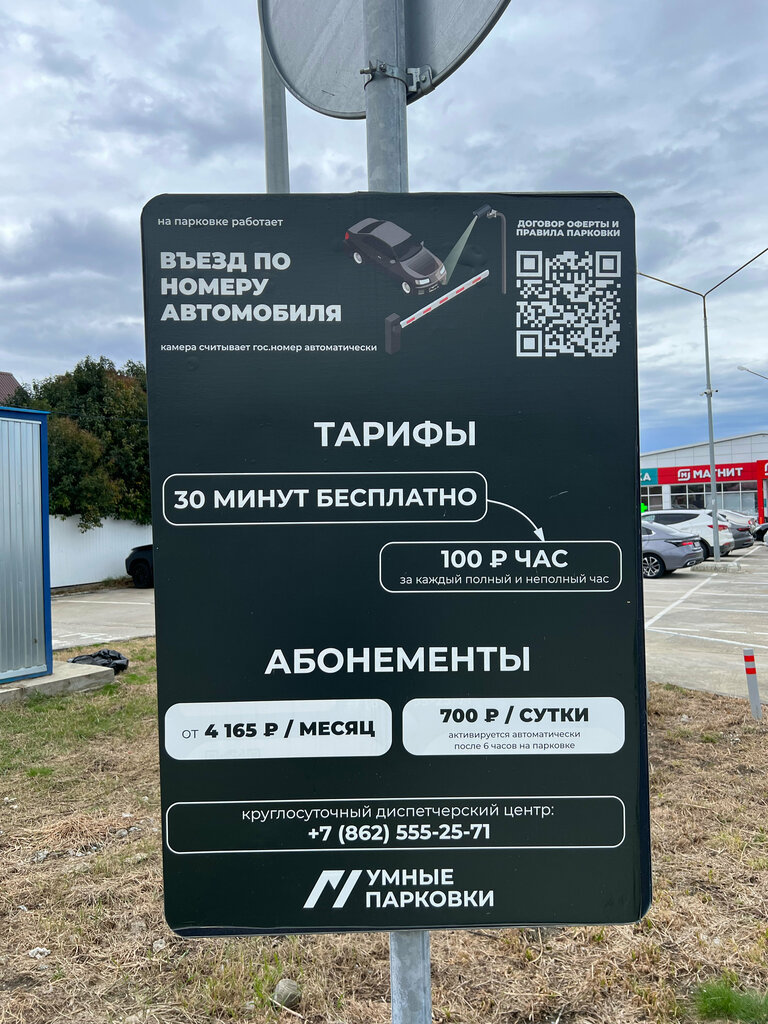 на парковке работает
ВЪЕЗД ПО
НОМЕРУ
АВТОМОБИЛЯ
камера считывает гос.номер автоматически
ДОГОВОР ОФЕРТЫ И
ПРАВИЛА ПАРКОВКИ
ТАРИФЫ
30 МИНУТ БЕСПЛАТНО
100 ₽ ЧАС
за каждый полный и неполный час
АБОНЕМЕНТЫ
от 4 165 ₽ / МЕСЯЦ
700 ₽ / СУТКИ
активируется автоматически
после 6 часов на парковке
круглосуточный диспетчерский центр:
+7 (862) 555-25-71
УМНЫЕ
ПАРКОВКИ
МАГНИТ